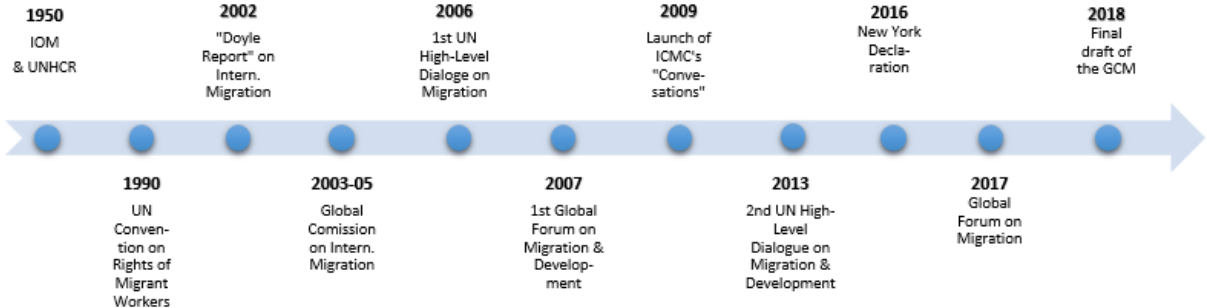 1950
IOM
& UNHCR
2002
"Doyle
Report" on
Intern.
Migration
2006
1st UN
High-Level
Dialoge on
Migration
2009
Launch of
ICMC's
"Conve-
sations"
2016
New York
Decla-
ration
2018
Final
draft of
the GCM
1990
UN
Conven-
tion on
Rights of
Migrant
Workers
2003-05
Global
Comission
on Intern.
Migration
2007
1st Global
Forum on
Migration &
Develop-
ment
2013
2nd UN High-
Level
Dialogue on
Migration &
Development
2017
Global
Forum on
Migration